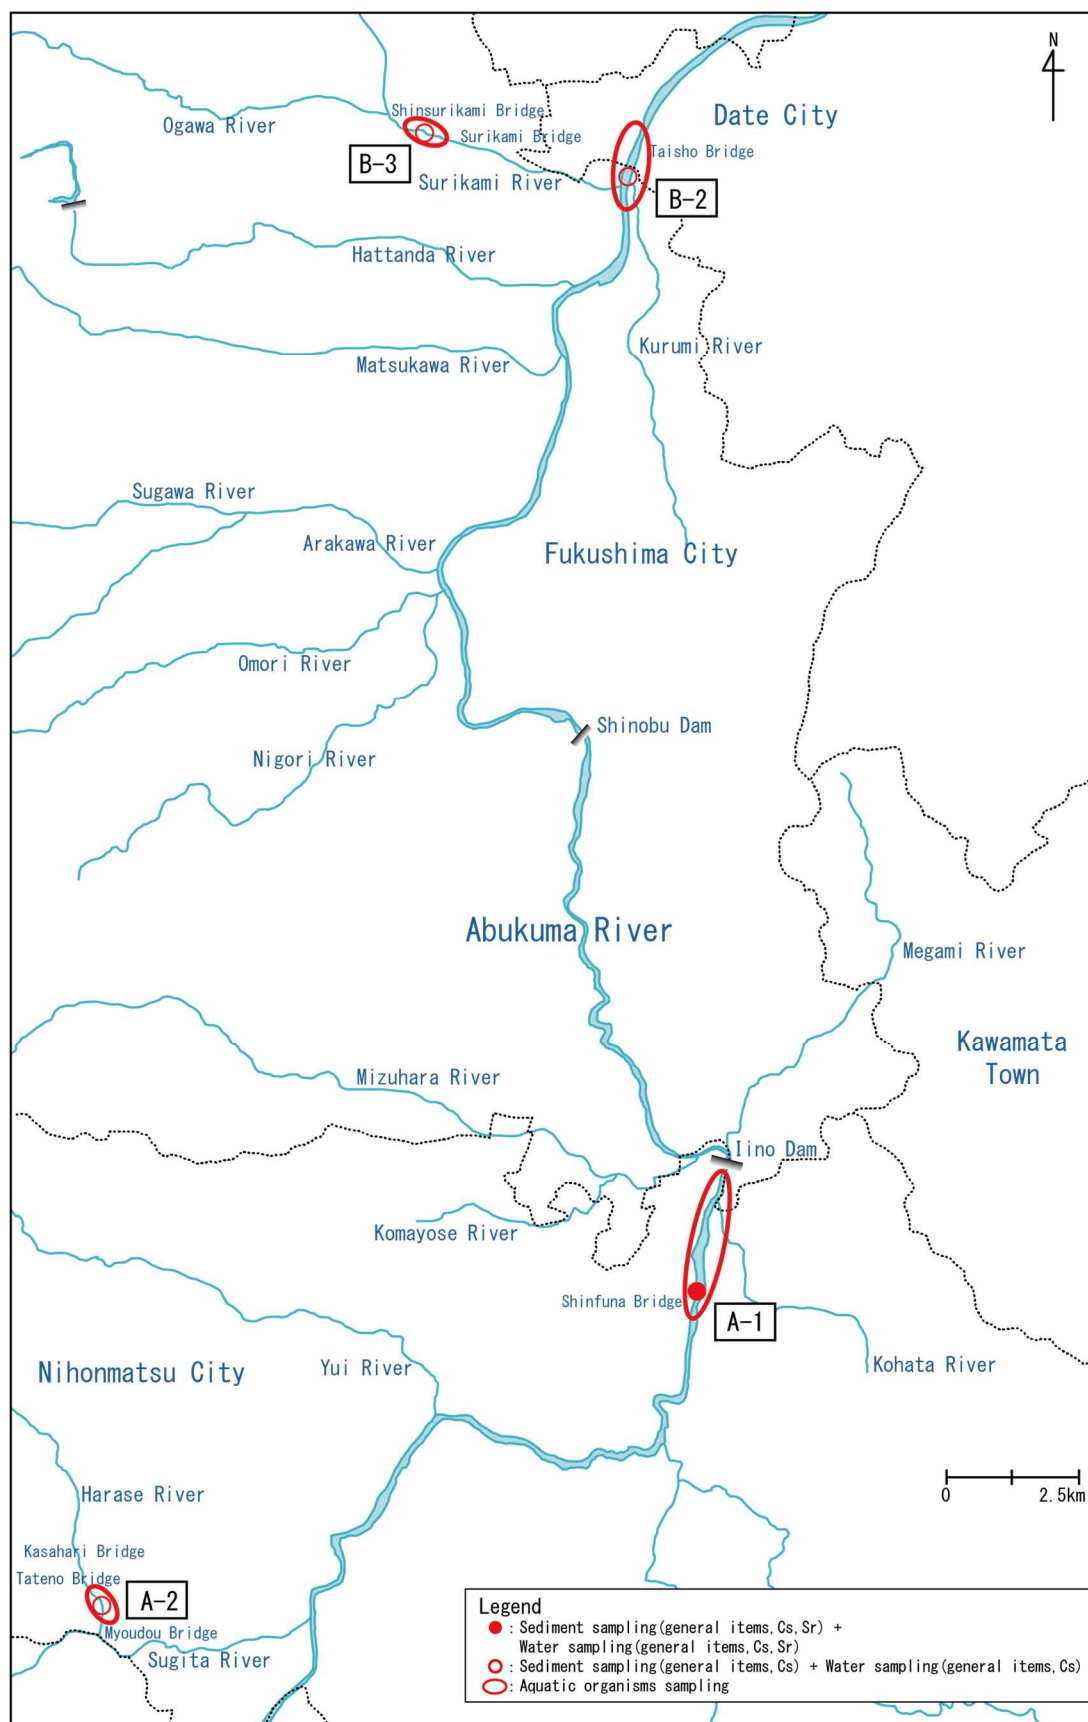 N
Date City
Shinsurikami Bridge
Ogawa River
Surikami Bridge
Taisho Bridge
B-3
Surikami River
B-2
Hattanda River
Kurumi River
Matsukawa River
Sugawa River
Arakawa River
Fukushima City
Omori River
Shinobu Dam
Nigori River
Abukuma River
Megami River
Kawamata
Town
Mizuhara River
Iino Dam
Komayose River
Shinfuna Bridge
A-1
Yui River
Kohata River
Nihonmatsu City
Harase River
0 2.5km
Kasahari Bridge
Tateno Bridge
A-2
Myoudou Bridge
Sugita River
Legend
: Sediment sampling(general items,Cs,Sr) +
Water sampling(general items,Cs,Sr)
: Sediment sampling(general items,Cs) + Water sampling(general items,Cs)
: Aquatic organisms sampling